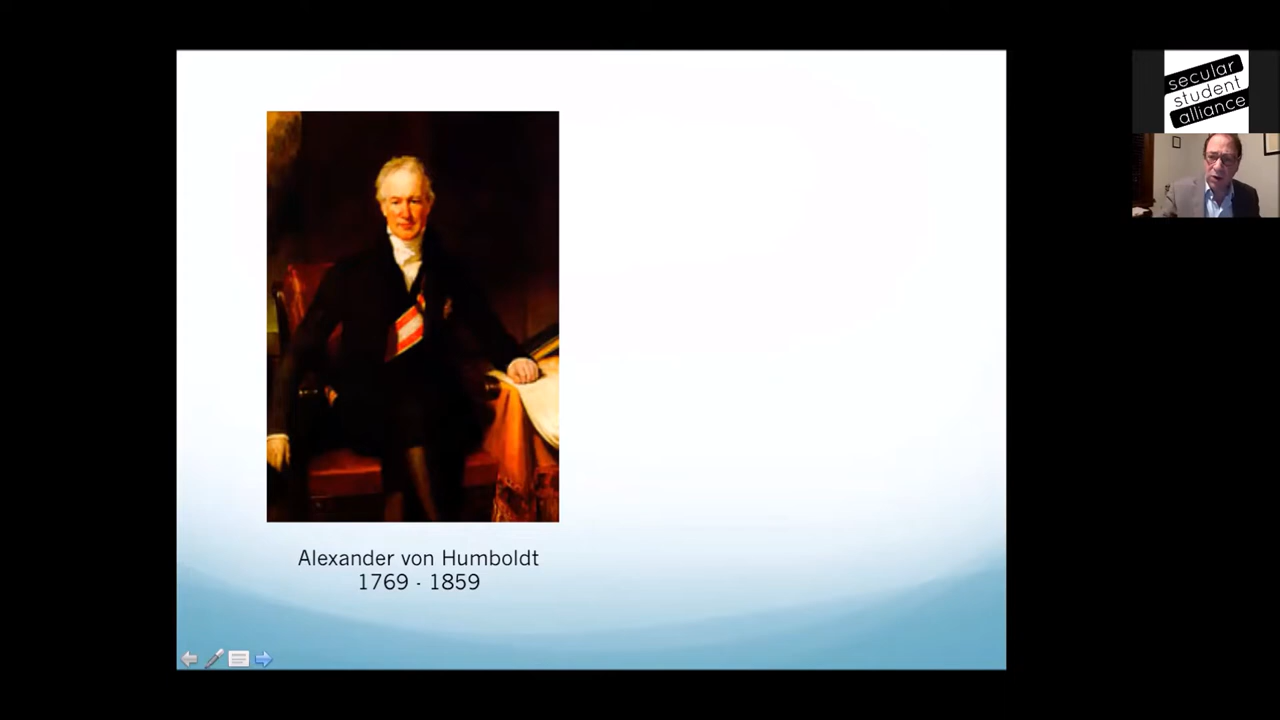 secular
student
alliance
Alexander von Humboldt
1769 - 1859